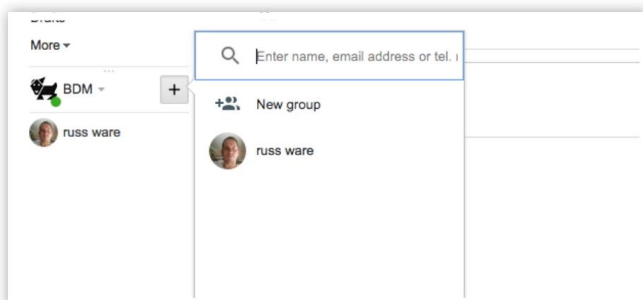 More
BDM
russ ware
Enter name, email address or tel.
New group
russ ware